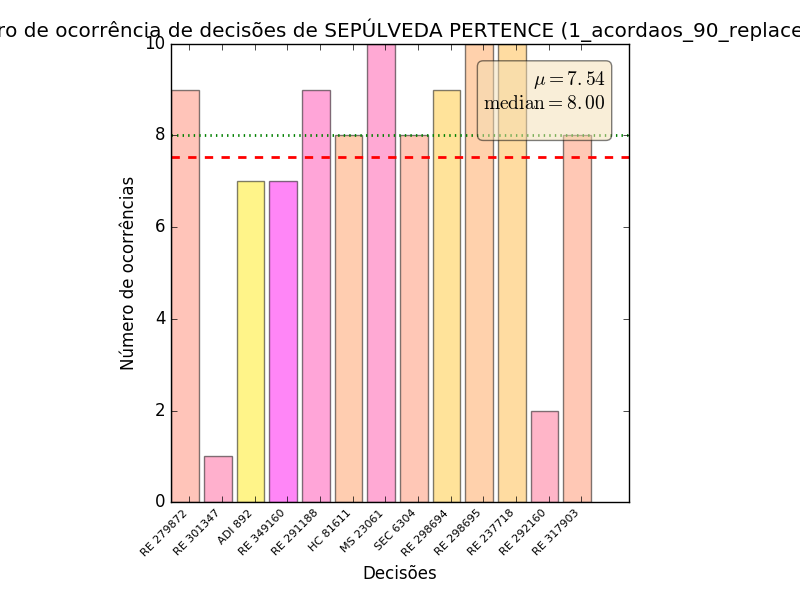 ro de ocorrência de decisões de SEPÚLVEDA PERTENCE (1_acordaos_90_replace
μ = 7.54
median = 8.00
10
8
6
4
2
0
Número de ocorrências
RE 279872
RE 301347
ADI 892
RE 349160
RE 291188
HC 81611
MS 23061
SEC 6304
RE 298694
RE 298695
RE 237718
RE 292160
RE 317903
Decisões